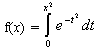 f(x) = ∫₀^{x²} e^{-t²} dt